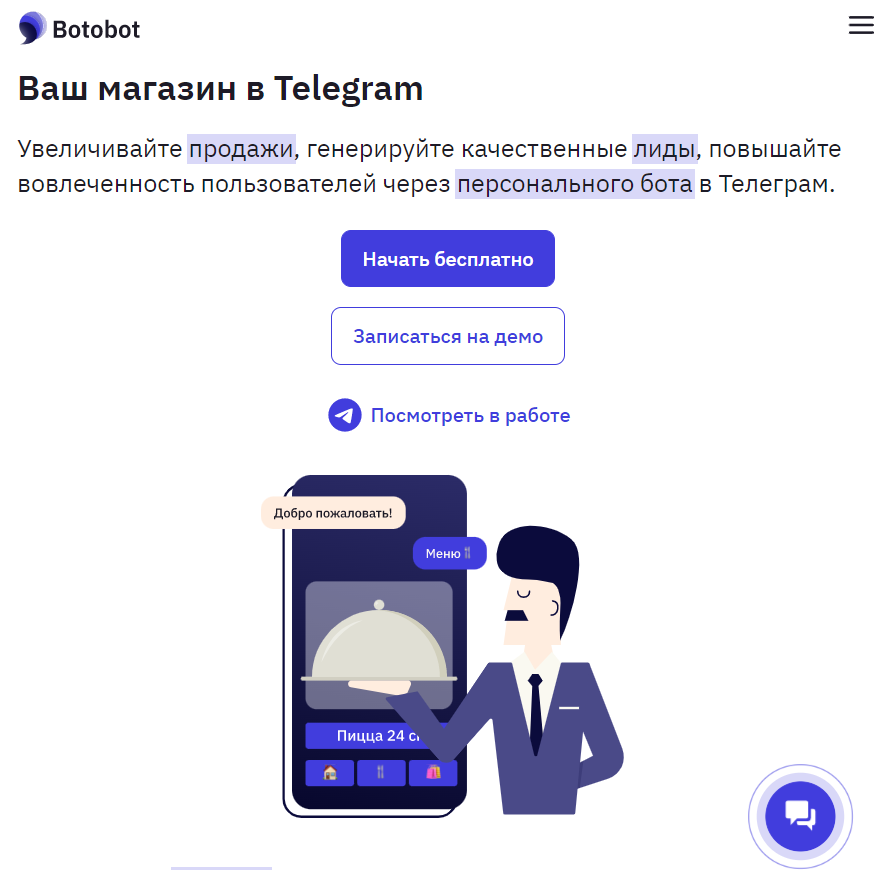 Botobot
Ваш магазин в Telegram
Увеличивайте продажи, генерируйте качественные лиды, повышайте
вовлеченность пользователей через персонального бота в Телеграм.
Начать бесплатно
Записаться на демо
Посмотреть в работе
Добро пожаловать!
Меню
Пицца 24